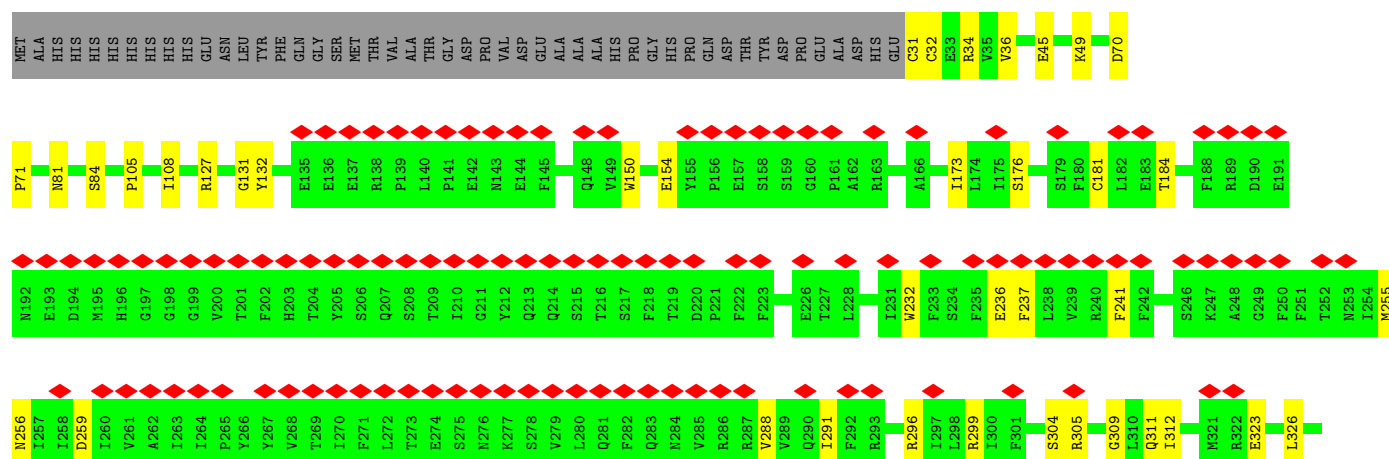 MET ALA HIS HIS HIS HIS HIS HIS HIS HIS HIS HIS GLU ASN LEU TYR PHE GLN GLY SER MET THR VAL ALA THR GLY ASP PRO VAL ASP GLU ALA ALA ALA HIS PRO GLY HIS PRO GLN ASP THR TYR ASP PRO GLU ALA ASP HIS GLU C31 C32 E33 R34 V35 V36 E45 K49 D70
P71 N81 S84 P105 I108 R127 G131 Y132 E135 E136 E137 R138 P139 L140 P141 E142 N143 E144 F145 Q148 V149 W150 E154 Y155 P156 E157 S158 S159 G160 P161 A162 R163 A166 I173 L174 I175 S176 S179 F180 C181 L182 E183 T184 F188 R189 D190 E191
N192 E193 D194 M195 H196 G197 G198 G199 V200 T201 F202 H203 T204 Y205 S206 Q207 S208 T209 I210 G211 Y212 Q213 Q214 S215 T216 S217 F218 T219 D220 P221 F222 F223 E226 T227 L228 I231 W232 F233 S234 F235 E236 F237 L238 V239 R240 F241 F242 S246 K247 A248 G249 F250 F251 T252 N253 I254 M255
N256 I257 I258 D259 I260 V261 A262 I263 I264 P265 Y266 Y267 V268 T269 I270 F271 L272 T273 E274 S275 N276 K277 S278 V279 L280 Q281 F282 Q283 N284 V285 R286 R287 V288 V289 Q290 I291 F292 R293 R296 I297 L298 R299 I300 F301 S304 R305 G309 L310 Q311 I312 M321 R322 E323 L326